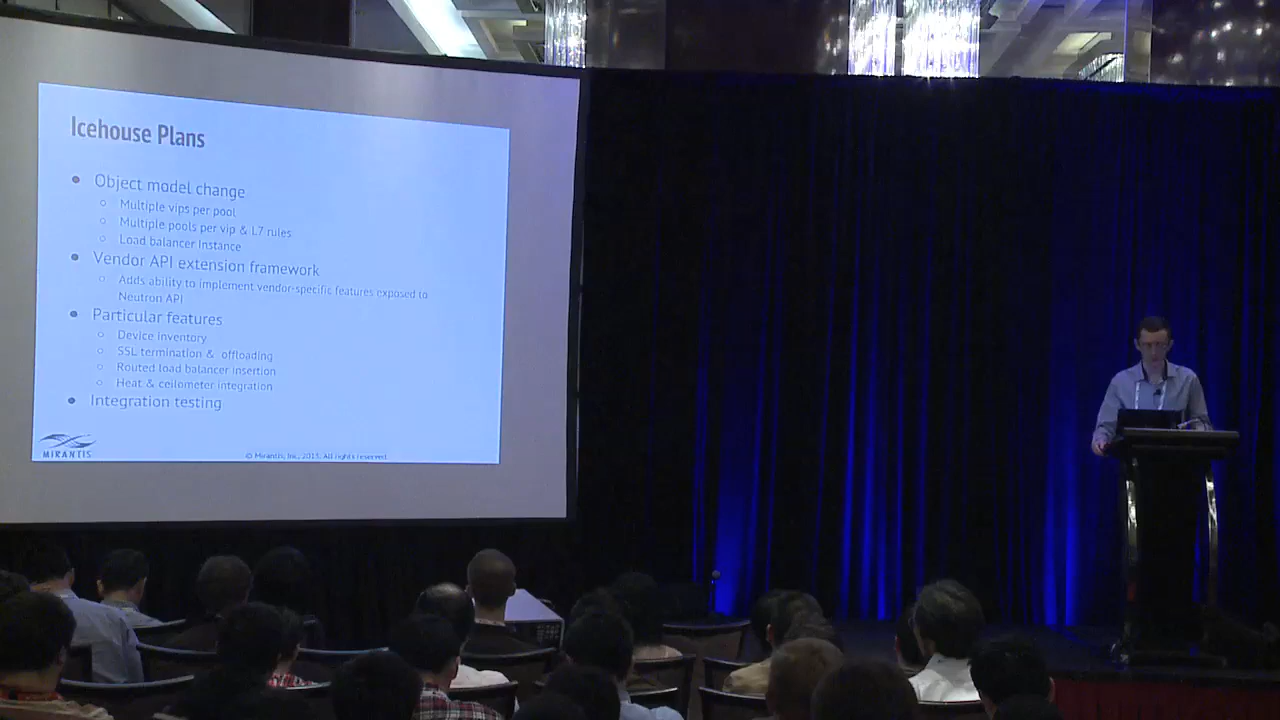 Icehouse Plans
Object model change
Multiple vips per pool
Multiple pools per vip & L7 rules
Load balancer Instance
Vendor API extension framework
Adds ability to implement vendor-specific features exposed to
Neutron API
Particular features
Device inventory
SSL termination & offloading
Routed load balancer insertion
Heat & ceilometer integration
Integration testing
MIRANTIS
© Mirantis, Inc., 2013. All rights reserved.